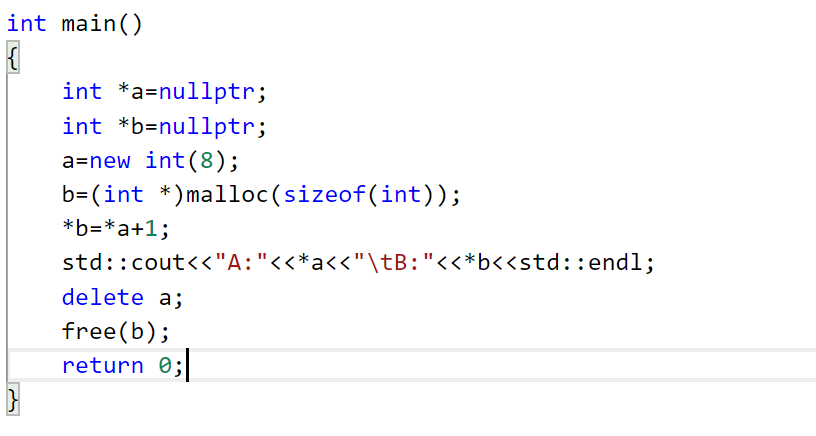 int main()
{
    int *a=nullptr;
    int *b=nullptr;
    a=new int(8);
    b=(int *)malloc(sizeof(int));
    *b=*a+1;
    std::cout<<"A:"<<*a<<"\tB:"<<*b<<std::endl;
    delete a;
    free(b);
    return 0;
}